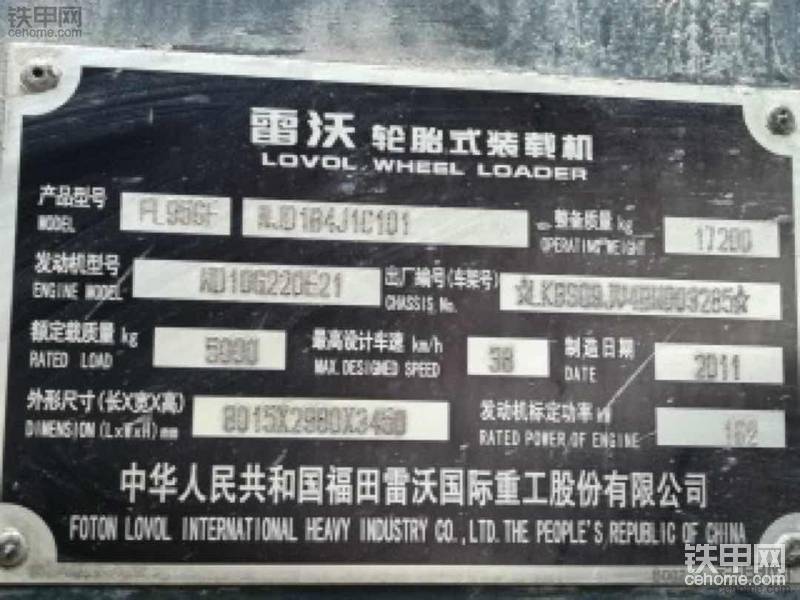 铁甲网
cehome.com
雷沃 轮胎式装载机
LOVOL WHEEL LOADER
产品型号 MODEL FL956F 整备质量 kg OPERATING WEIGHT 17200
发动机型号 ENGINE MODEL WD10G220E21 出厂编号(车架号) CHASSIS No.
额定载质量 kg RATED LOAD 5000 最高设计车速 km/h MAX. DESIGNED SPEED 38 制造日期 DATE 2011
外形尺寸(长X宽X高) DIMENSION (LxWxH) mm 8015X2980X3450 发动机标定功率 kW RATED POWER OF ENGINE 162
中华人民共和国福田雷沃国际重工股份有限公司
FOTON LOVOL INTERNATIONAL HEAVY INDUSTRY CO.,LTD. THE PEOPLE'S REPUBLIC OF CHINA
铁甲网
cehome.com